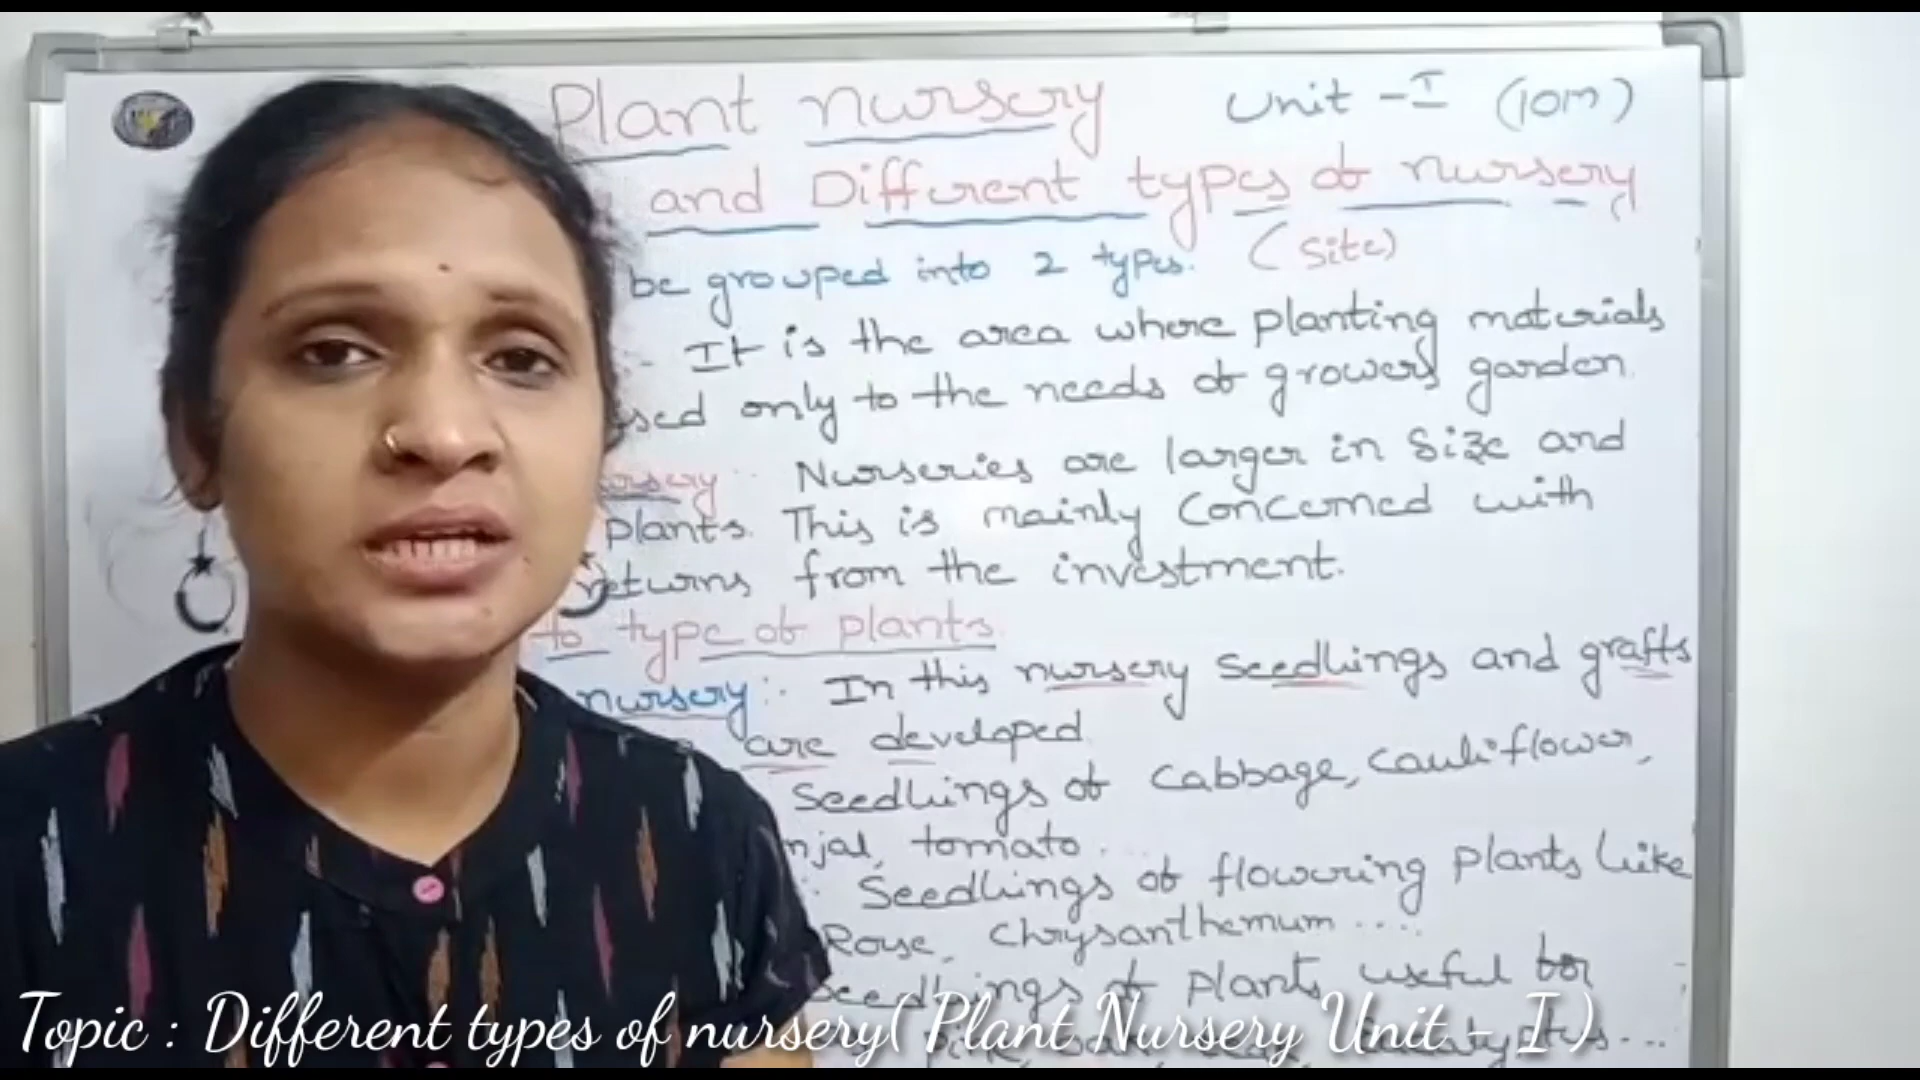 Plant nursery Unit - I (10m)
and Different types of nursery
be grouped into 2 types. (Site)
:- It is the area where planting materials
sed only to the needs of growers garden.
ursery :- Nurseries are larger in size and
plants. This is mainly concerned with
returns from the investment.
to type of plants.
nursery :- In this nursery seedlings and grafts
are developed
Seedlings of cabbage, cauliflower,
njal, tomato...
: Seedlings of flowering plants like
Rose, Chrysanthemum ....
Seedlings of plants useful for
Pine,
Topic : Different types of nursery( Plant Nursery Unit - I )